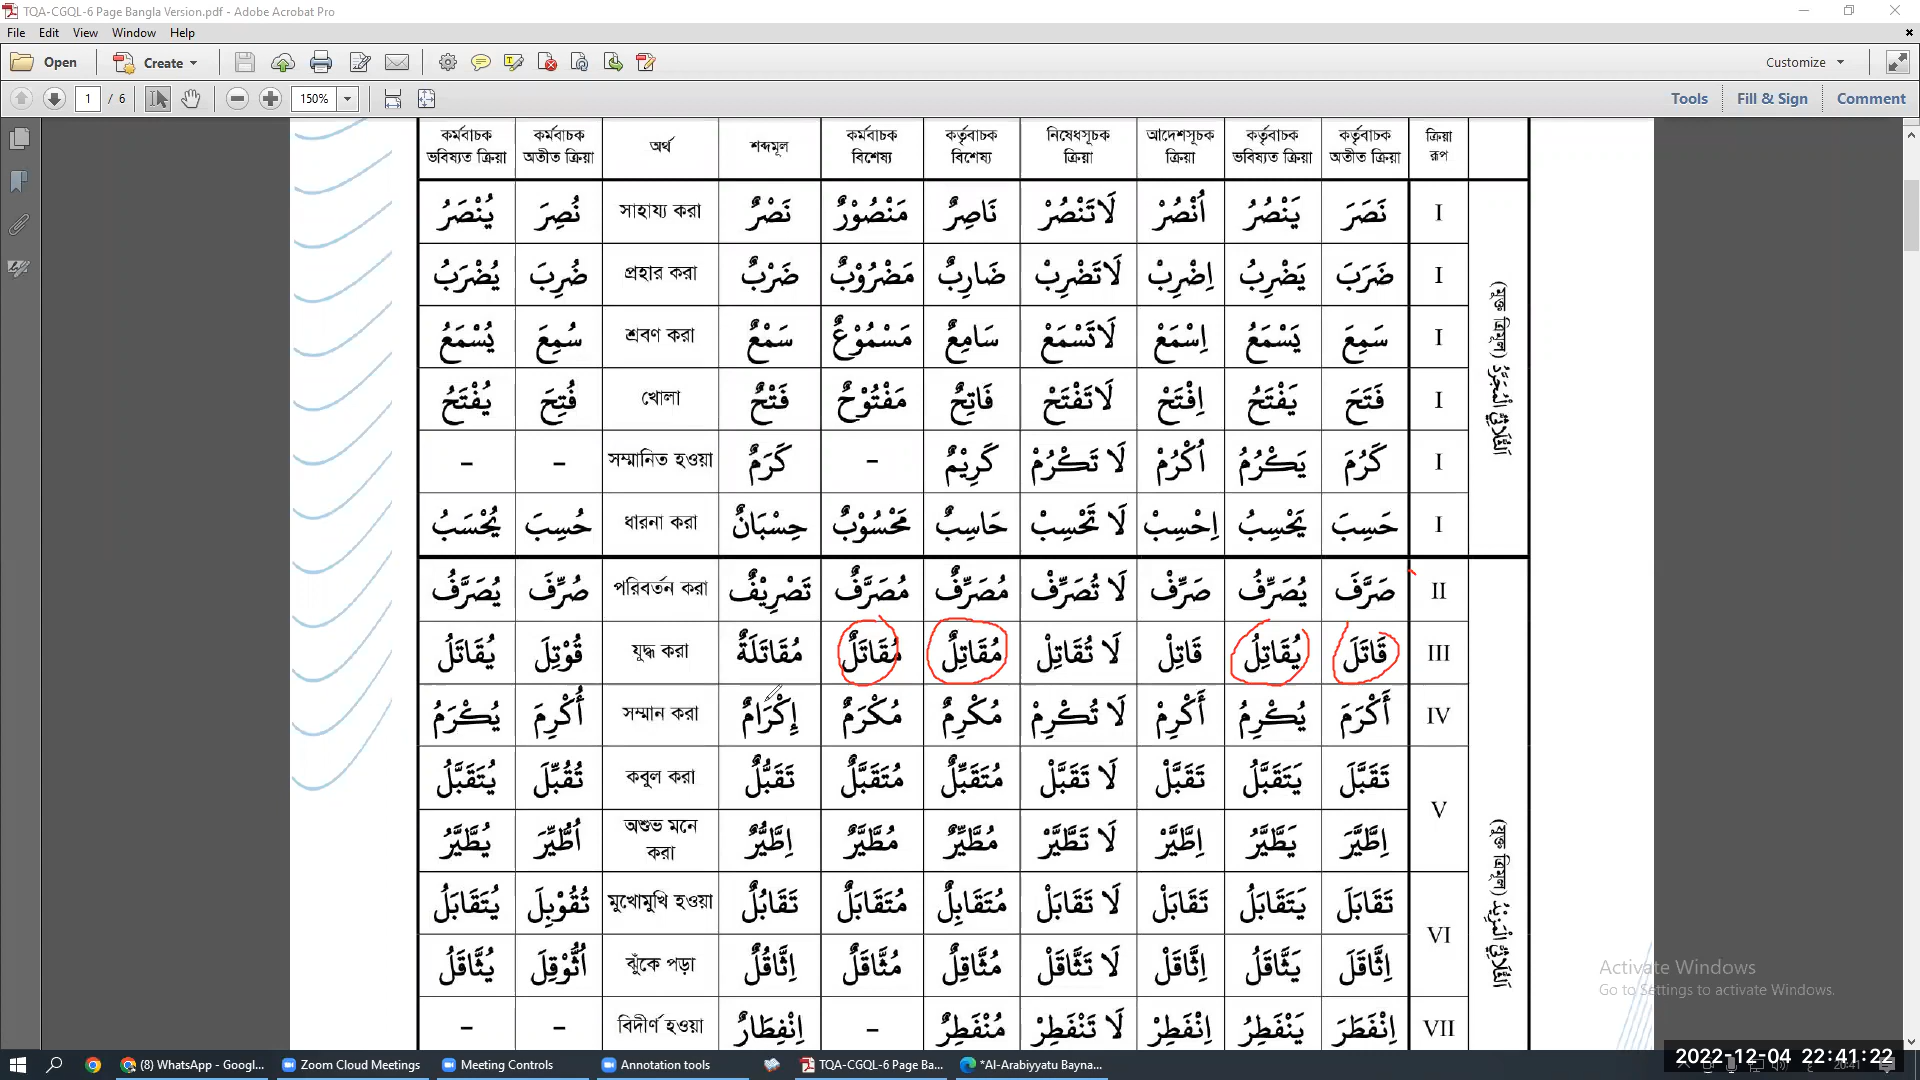 TQA-CGQL-6 Page Bangla Version.pdf - Adobe Acrobat Pro
File Edit View Window Help
Open Create Customize
1 / 6 150% Tools Fill & Sign Comment
কর্মবাচক ভবিষ্যত ক্রিয়া কর্মবাচক অতীত ক্রিয়া অর্থ শব্দমূল কর্মবাচক বিশেষ্য কর্তৃবাচক বিশেষ্য নিষেধসূচক ক্রিয়া আদেশসূচক ক্রিয়া কর্তৃবাচক ভবিষ্যত ক্রিয়া কর্তৃবাচক অতীত ক্রিয়া ক্রিয়া রূপ
I نَصَرَ يَنْصُرُ اُنْصُرْ لَاتَنْصُرْ نَاصِرٌ مَنْصُوْرٌ نَصْرٌ সাহায্য করা نُصِرَ يُنْصَرُ
I ضَرَبَ يَضْرِبُ اِضْرِبْ لَاتَضْرِبْ ضَارِبٌ مَضْرُوْبٌ ضَرْبٌ প্রহার করা ضُرِبَ يُضْرَبُ
I سَمِعَ يَسْمَعُ اِسْمَعْ لَاتَسْمَعْ سَامِعٌ مَسْمُوْعٌ سَمْعٌ শ্রবণ করা سُمِعَ يُسْمَعُ
I فَتَحَ يَفْتَحُ اِفْتَحْ لَاتَفْتَحْ فَاتِحٌ مَفْتُوْحٌ فَتْحٌ খোলা فُتِحَ يُفْتَحُ
I كَرُمَ يَكْرُمُ اُكْرُمْ لَا تَكْرُمْ كَرِيْمٌ - كَرَمٌ সম্মানিত হওয়া - -
I حَسِبَ يَحْسِبُ اِحْسِبْ لَا تَحْسِبْ حَاسِبٌ مَحْسُوْبٌ حِسْبَانٌ ধারনা করা حُسِبَ يُحْسَبُ
اَلثُّلَاثِيُّ الْمُجَرَّدُ (ত্রিমূল মুক্ত)
II صَرَّفَ يُصَرِّفُ صَرِّفْ لَا تُصَرِّفْ مُصَرِّفٌ مُصَرَّفٌ تَصْرِيْفٌ পরিবর্তন করা صُرِّفَ يُصَرَّفُ
III قَاتَلَ يُقَاتِلُ قَاتِلْ لَا تُقَاتِلْ مُقَاتِلٌ مُقَاتَلٌ مُقَاتَلَةٌ যুদ্ধ করা قُوْتِلَ يُقَاتَلُ
IV أَكْرَمَ يُكْرِمُ أَكْرِمْ لَا تُكْرِمْ مُكْرِمٌ مُكْرَمٌ إِكْرَامٌ সম্মান করা أُكْرِمَ يُكْرَمُ
V تَقَبَّلَ يَتَقَبَّلُ تَقَبَّلْ لَا تَقَبَّلْ مُتَقَبِّلٌ مُتَقَبَّلٌ تَقَبُّلٌ কবুল করা تُقُبِّلَ يُتَقَبَّلُ
اِطَّيَّرَ يَطَّيَّرُ اِطَّيَّرْ لَا تَطَّيَّرْ مُطَّيِّرٌ مُطَّيَّرٌ اِطَّيُّرٌ অশুভ মনে করা اُطُّيِّرَ يُطَّيَّرُ
VI تَقَابَلَ يَتَقَابَلُ تَقَابَلْ لَا تَقَابَلْ مُتَقَابِلٌ مُتَقَابَلٌ تَقَابُلٌ মুখোমুখি হওয়া تُقُوْبِلَ يُتَقَابَلُ
اِثَّاقَلَ يَثَّاقَلُ اِثَّاقَلْ لَا تَثَّاقَلْ مُثَّاقِلٌ مُثَّاقَلٌ اِثَّاقُلٌ ঝুঁকে পড়া اُثُّوْقِلَ يُثَّاقَلُ
VII اِنْفَطَرَ يَنْفَطِرُ اِنْفَطِرْ لَا تَنْفَطِرْ مُنْفَطِرٌ - اِنْفِطَارٌ বিদীর্ণ হওয়া - -
اَلثُّلَاثِيُّ الْمَزِيْدُ (ত্রিমূল যুক্ত)
Activate Windows
Go to Settings to activate Windows.
(8) WhatsApp - Googl... Zoom Cloud Meetings Meeting Controls Annotation tools TQA-CGQL-6 Page Ba... *Al-Arabiyyatu Bayna...
2022-12-04 22:41:22